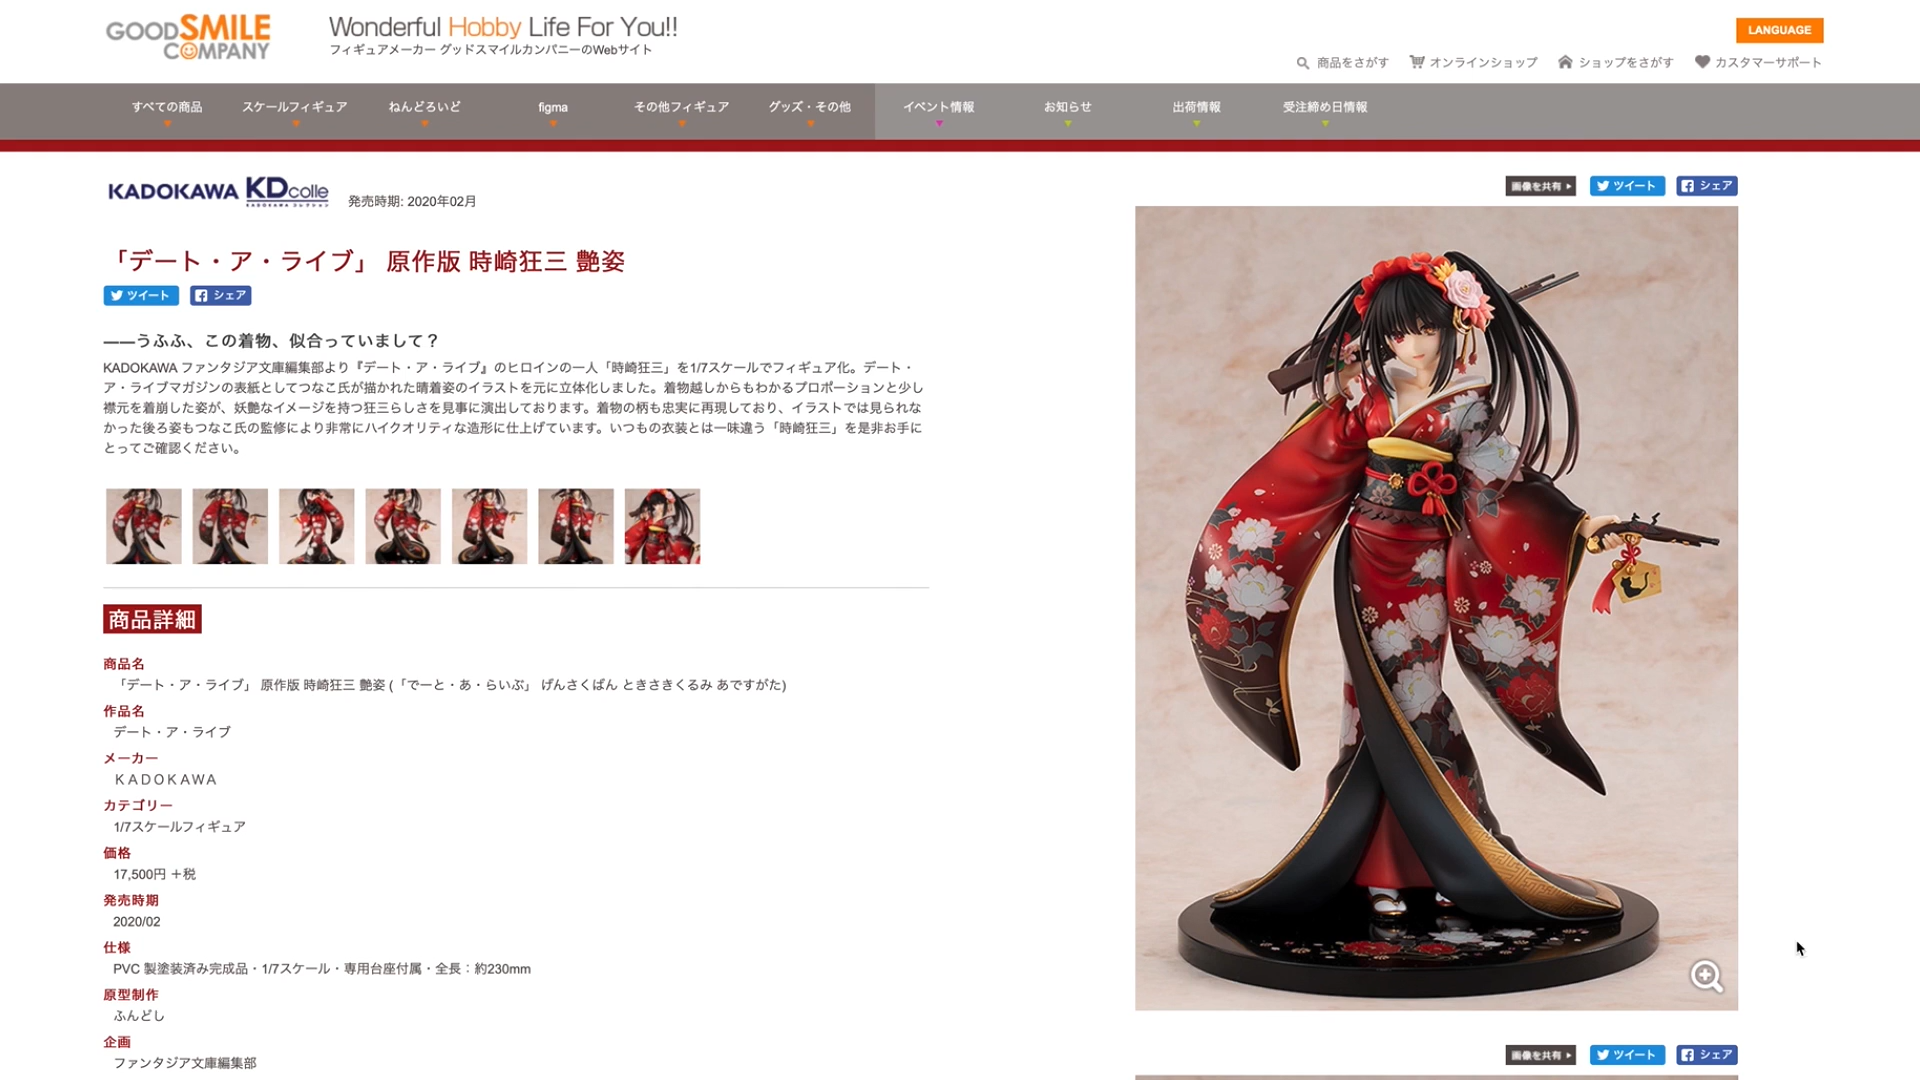 GOODSMILE COMPANY
Wonderful Hobby Life For You!!
フィギュアメーカー グッドスマイルカンパニーのWebサイト
LANGUAGE
商品をさがす オンラインショップ ショップをさがす カスタマーサポート
すべての商品 スケールフィギュア ねんどろいど figma その他フィギュア グッズ・その他 イベント情報 お知らせ 出荷情報 受注締め日情報
KADOKAWA KDcolle
KADOKAWA コレクション
発売時期: 2020年02月
画像を共有 ツイート シェア
「デート・ア・ライブ」 原作版 時崎狂三 艶姿
ツイート シェア
——うふふ、この着物、似合っていまして？
KADOKAWA ファンタジア文庫編集部より『デート・ア・ライブ』のヒロインの一人「時崎狂三」を1/7スケールでフィギュア化。デート・
ア・ライブマガジンの表紙としてつなこ氏が描かれた晴着姿のイラストを元に立体化しました。着物越しからもわかるプロポーションと少し
襟元を着崩した姿が、妖艶なイメージを持つ狂三らしさを見事に演出しております。着物の柄も忠実に再現しており、イラストでは見られな
かった後ろ姿もつなこ氏の監修により非常にハイクオリティな造形に仕上げています。いつもの衣装とは一味違う「時崎狂三」を是非お手に
とってご確認ください。
商品詳細
商品名
「デート・ア・ライブ」 原作版 時崎狂三 艶姿 (「でーと・あ・らいぶ」 げんさくばん ときさきくるみ あですがた)
作品名
デート・ア・ライブ
メーカー
ＫＡＤＯＫＡＷＡ
カテゴリー
1/7スケールフィギュア
価格
17,500円 ＋税
発売時期
2020/02
仕様
PVC 製塗装済み完成品・1/7スケール・専用台座付属・全長：約230mm
原型制作
ふんどし
企画
ファンタジア文庫編集部
画像を共有 ツイート シェア